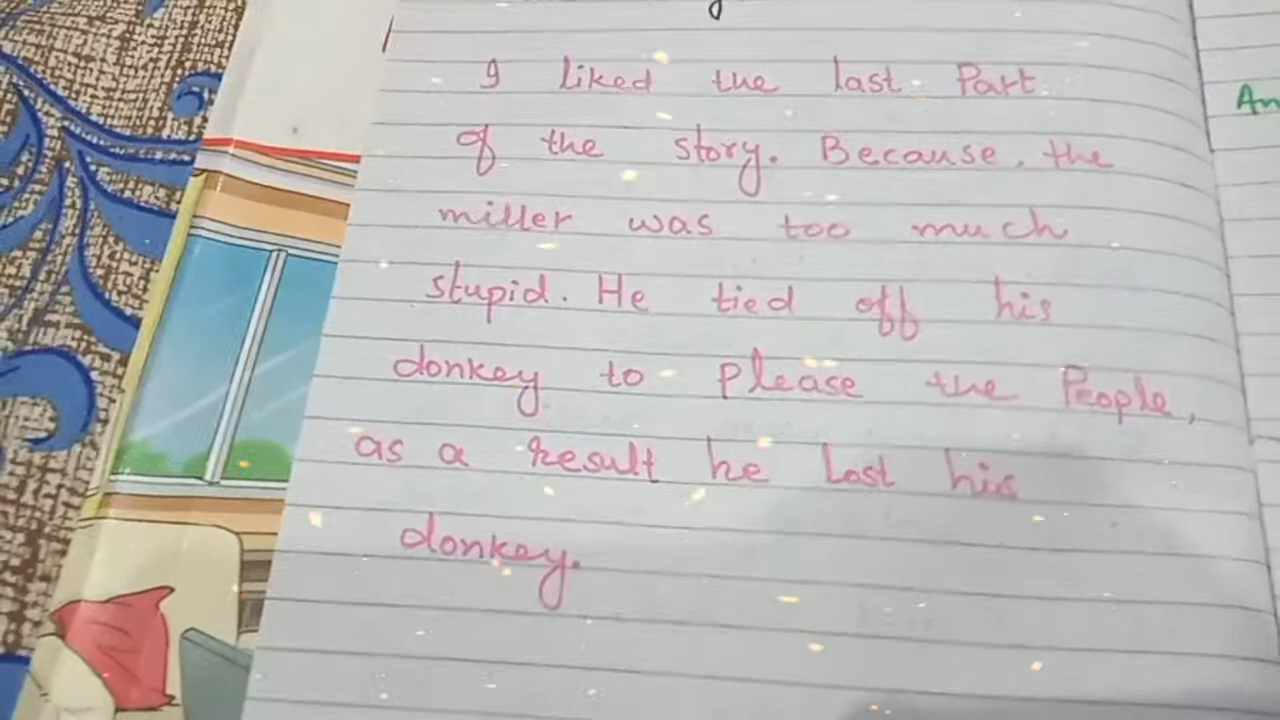 I liked the last Part
of the story. Because, the
miller was too much
stupid. He tied off his
donkey to please the People,
as a result he lost his
donkey.
An